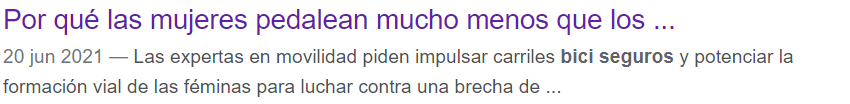 Por qué las mujeres pedalean mucho menos que los ...
20 jun 2021 — Las expertas en movilidad piden impulsar carriles bici seguros y potenciar la
formación vial de las féminas para luchar contra una brecha de ...